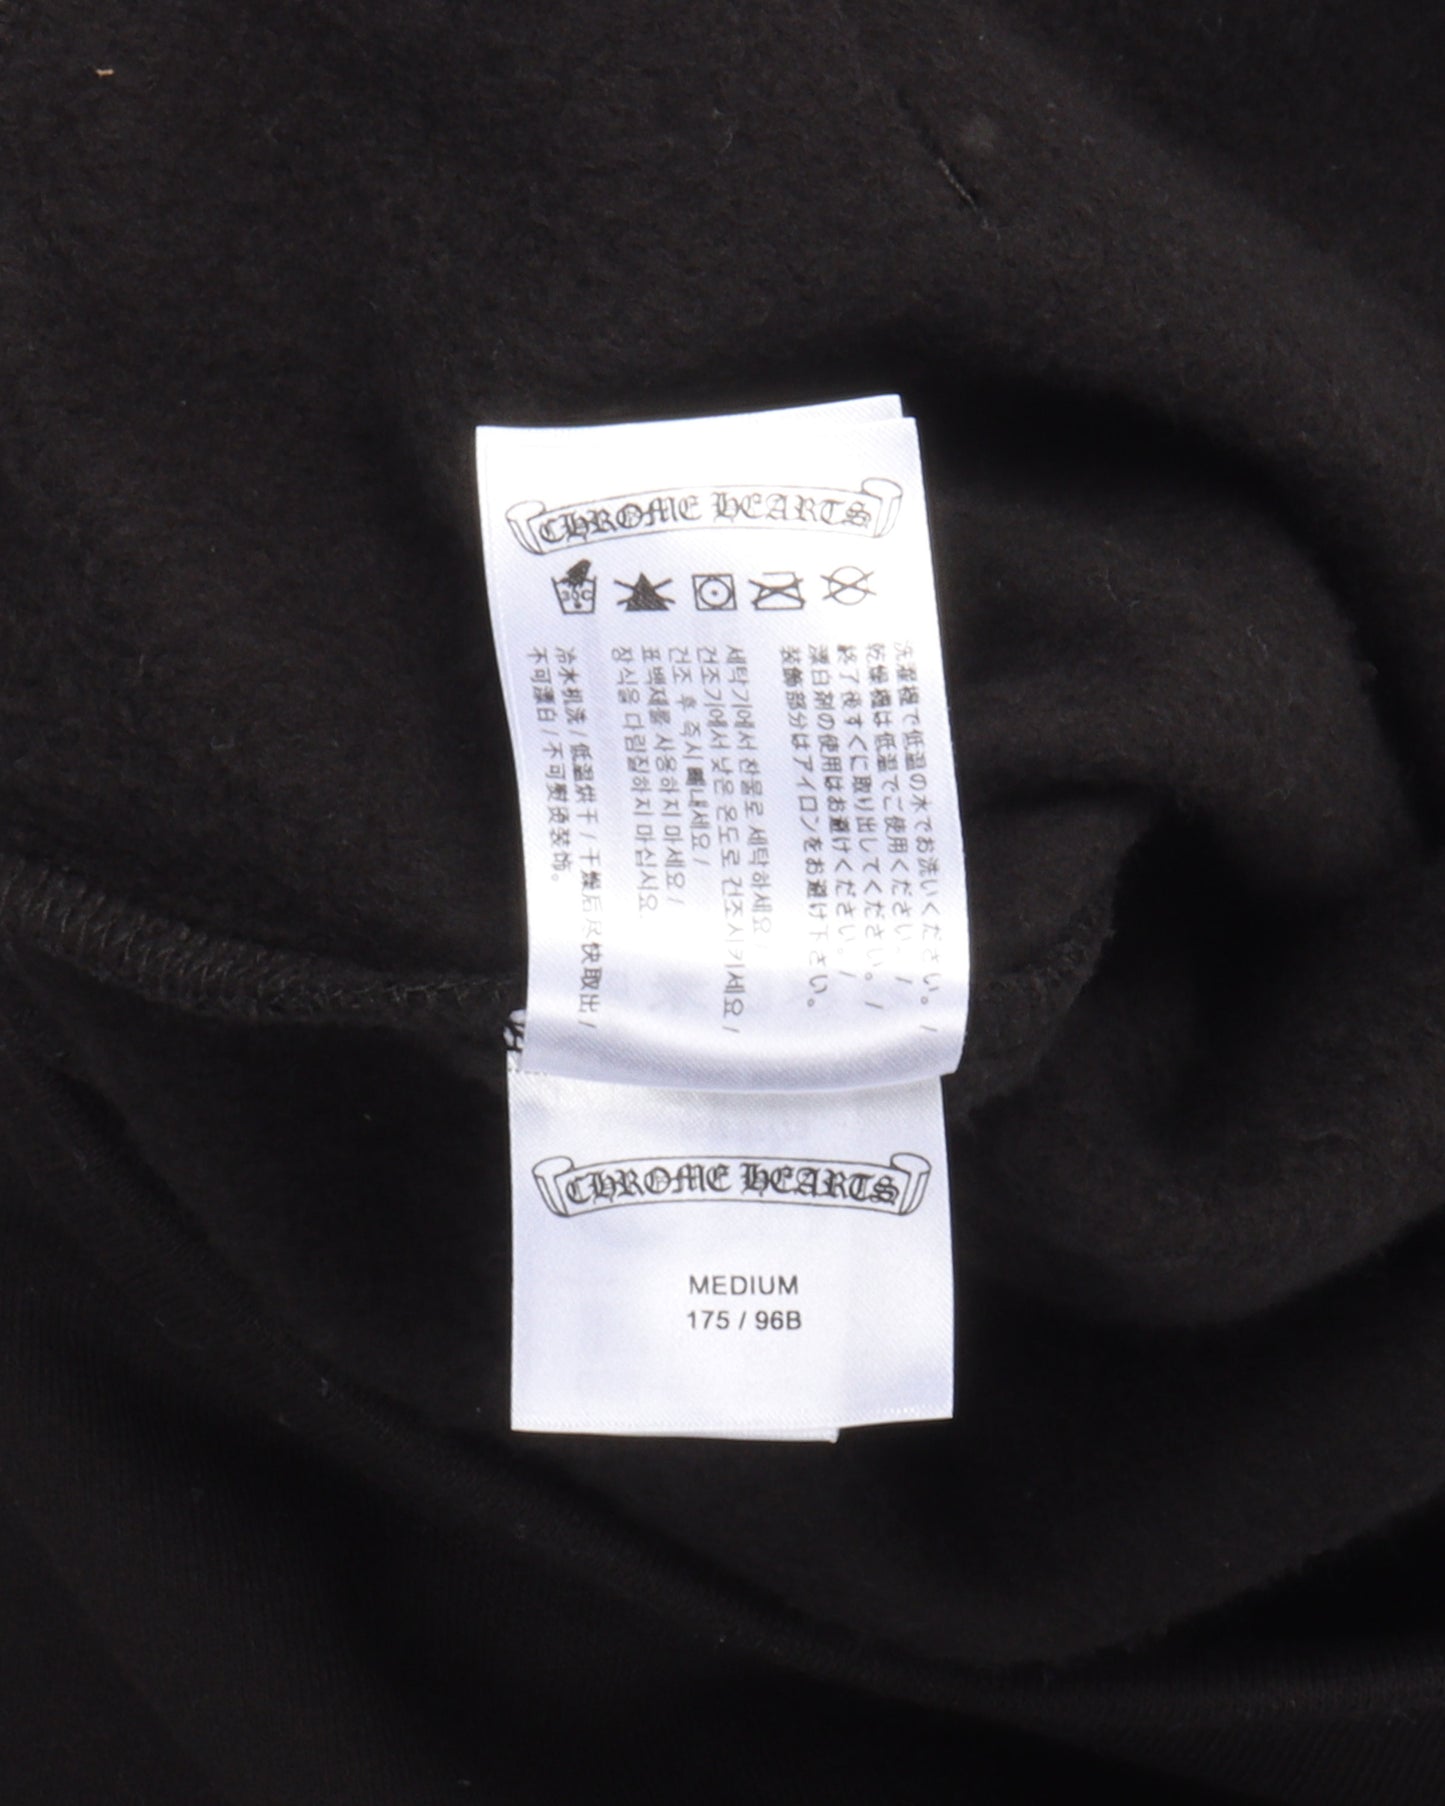 CHROME HEARTS
30C
洗濯機で低温の水でお洗いください。/
乾燥機は低温でご使用ください。/
終了後すぐに取り出してください。/
漂白剤の使用はお避けください。/
装飾部分はアイロンをお避け下さい。
세탁기에서 찬물로 세탁하세요/
건조기에서 낮은 온도로 건조시키세요/
건조 후 즉시 빼내세요/
표백제를 사용하지 마세요/
장식을 다림질하지 마십시요.
冷水机洗/低温烘干/干燥后尽快取出/
不可漂白/不可熨烫装饰。
CHROME HEARTS
MEDIUM
175 / 96B